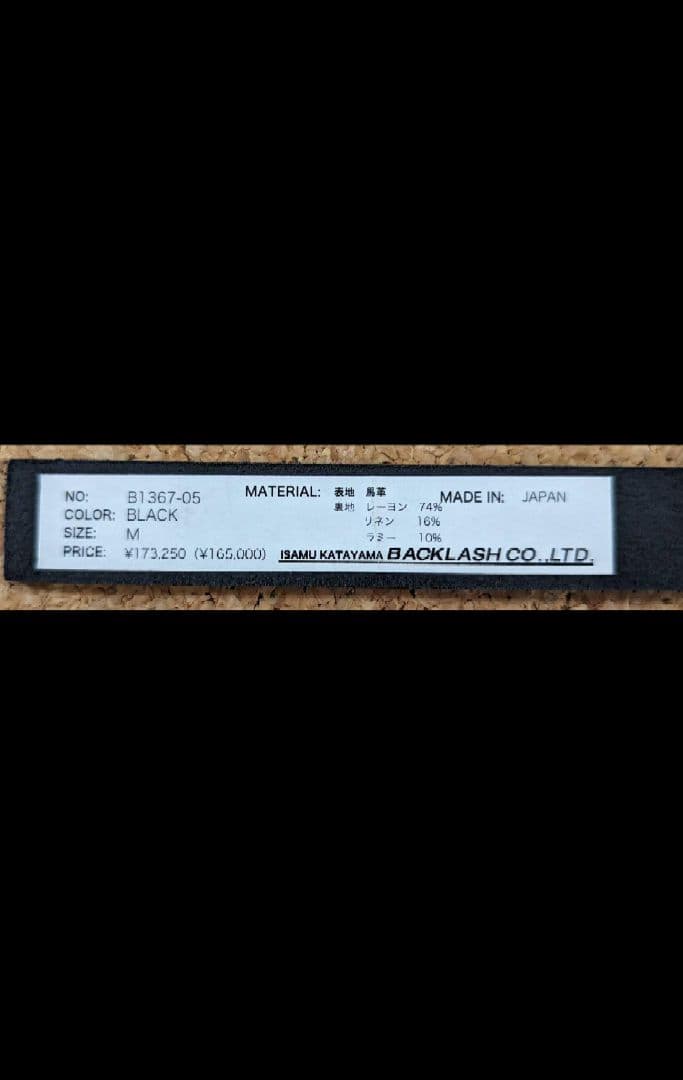 NO: B1367-05
COLOR: BLACK
SIZE: M
PRICE: ¥173,250 (¥165,000)
MATERIAL: 表地 馬革
裏地 レーヨン 74%
リネン 16%
ラミー 10%
MADE IN: JAPAN
ISAMU KATAYAMA BACKLASH CO.,LTD.